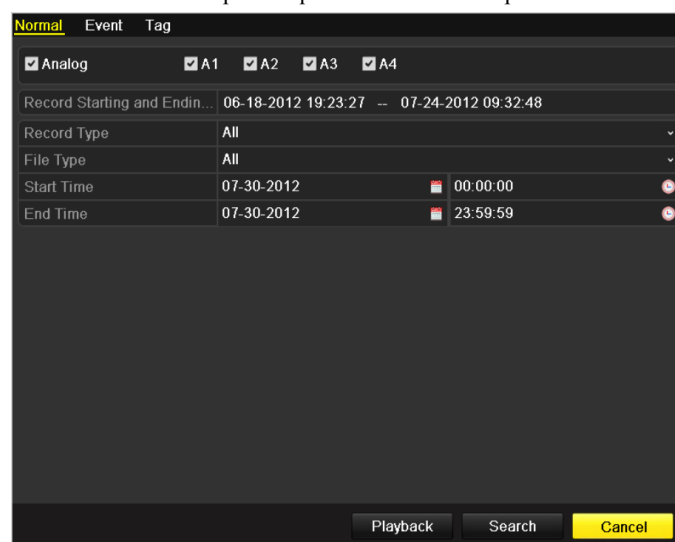 Normal Event Tag
Analog A1 A2 A3 A4
Record Starting and Endin... 06-18-2012 19:23:27 -- 07-24-2012 09:32:48
Record Type All
File Type All
Start Time 07-30-2012 00:00:00
End Time 07-30-2012 23:59:59
Playback Search Cancel